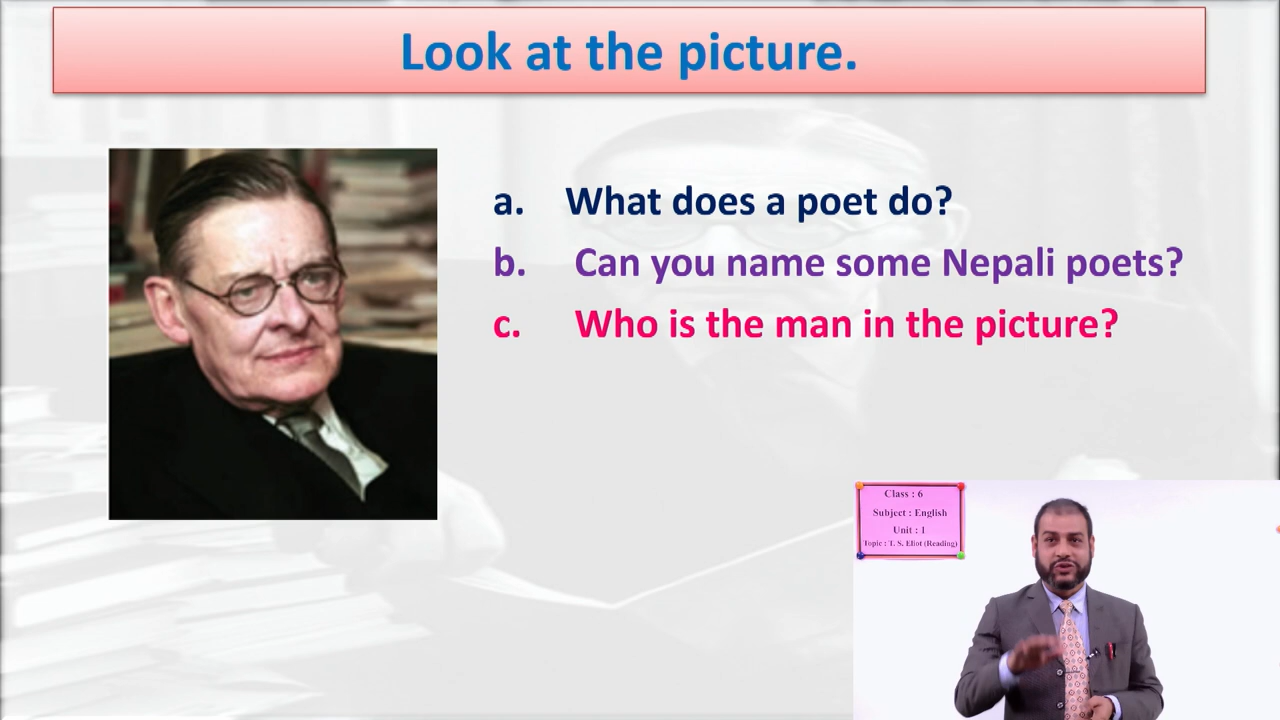 Look at the picture.
a. What does a poet do?
b. Can you name some Nepali poets?
c. Who is the man in the picture?
Class : 6
Subject : English
Unit : 1
Topic : T. S. Eliot (Reading)